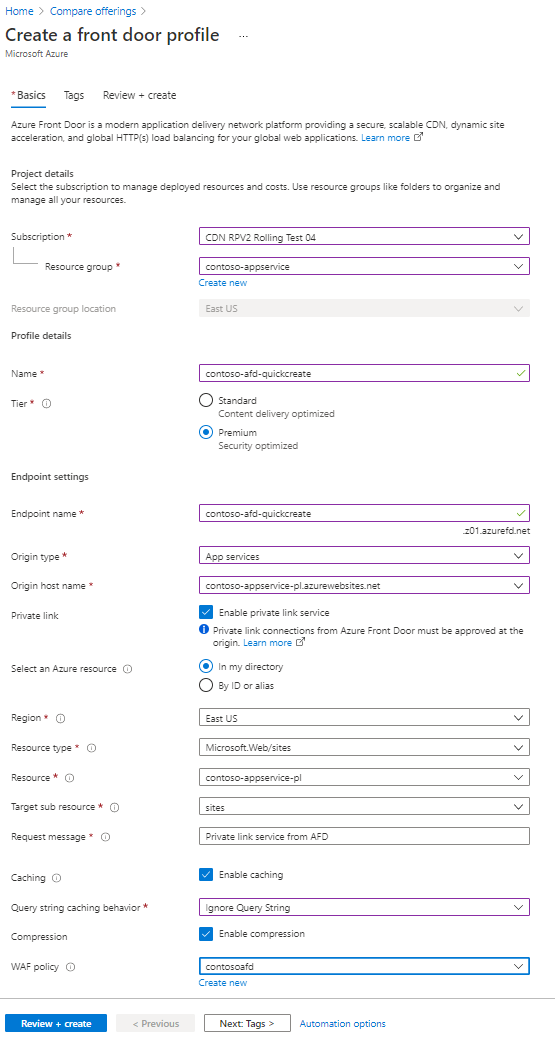 Home > Compare offerings >
Create a front door profile ...
Microsoft Azure
* Basics Tags Review + create
Azure Front Door is a modern application delivery network platform providing a secure, scalable CDN, dynamic site
acceleration, and global HTTP(s) load balancing for your global web applications. Learn more
Project details
Select the subscription to manage deployed resources and costs. Use resource groups like folders to organize and
manage all your resources.
Subscription * CDN RPV2 Rolling Test 04
Resource group * contoso-appservice
Create new
Resource group location East US
Profile details
Name * contoso-afd-quickcreate
Tier * Standard
Content delivery optimized
Premium
Security optimized
Endpoint settings
Endpoint name * contoso-afd-quickcreate
.z01.azurefd.net
Origin type * App services
Origin host name * contoso-appservice-pl.azurewebsites.net
Private link Enable private link service
Private link connections from Azure Front Door must be approved at the
origin. Learn more
Select an Azure resource In my directory
By ID or alias
Region * East US
Resource type * Microsoft.Web/sites
Resource * contoso-appservice-pl
Target sub resource * sites
Request message * Private link service from AFD
Caching Enable caching
Query string caching behavior * Ignore Query String
Compression Enable compression
WAF policy contosoafd
Create new
Review + create < Previous Next: Tags > Automation options